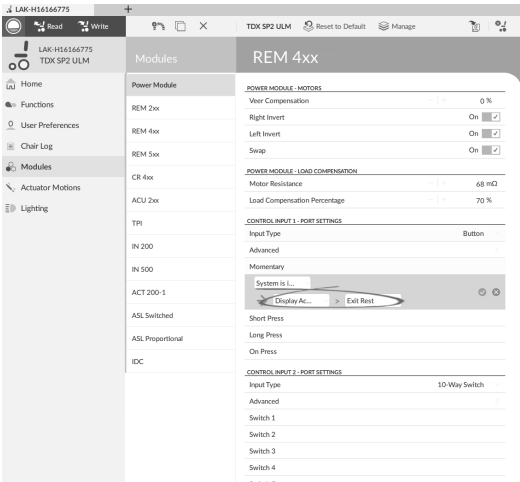 LAK-H16166775
Read Write TDX SP2 ULM Reset to Default Manage
LAK-H16166775
TDX SP2 ULM
Home
Functions
User Preferences
Chair Log
Modules
Actuator Motions
Lighting
Modules
Power Module
REM 2xx
REM 4xx
REM 5xx
CR 4xx
ACU 2xx
TPI
IN 200
IN 500
ACT 200-1
ASL Switched
ASL Proportional
IDC
REM 4xx
POWER MODULE - MOTORS
Veer Compensation 0 %
Right Invert On
Left Invert On
Swap On
POWER MODULE - LOAD COMPENSATION
Motor Resistance 68 mΩ
Load Compensation Percentage 70 %
CONTROL INPUT 1 - PORT SETTINGS
Input Type Button
Advanced
Momentary
System is i...
Display Ac... > Exit Rest
Short Press
Long Press
On Press
CONTROL INPUT 2 - PORT SETTINGS
Input Type 10-Way Switch
Advanced
Switch 1
Switch 2
Switch 3
Switch 4